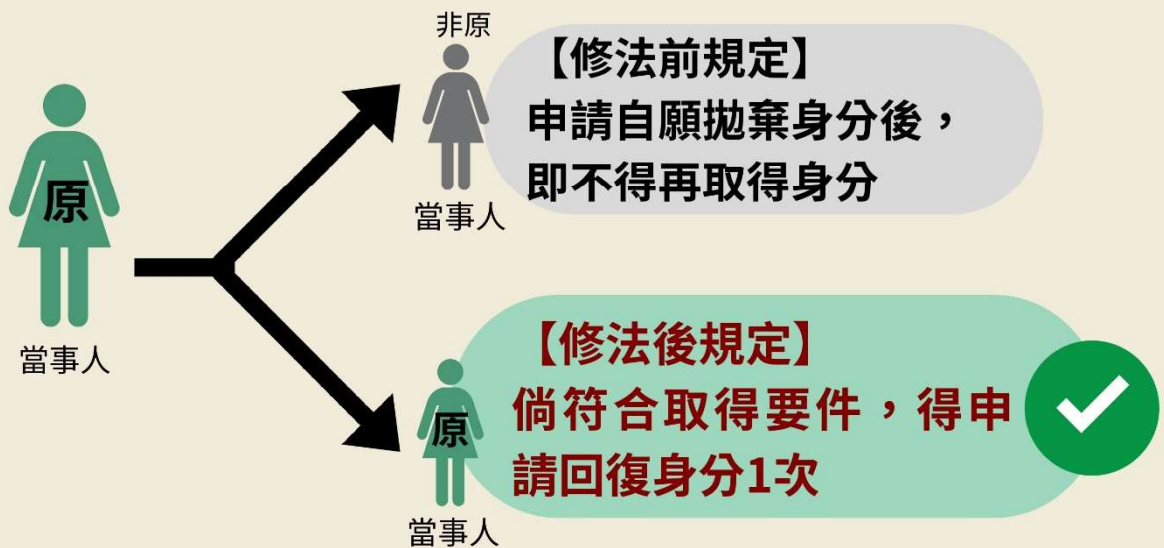 原
當事人
非原
當事人
【修法前規定】
申請自願拋棄身分後，
即不得再取得身分
原
當事人
【修法後規定】
倘符合取得要件，得申
請回復身分1次